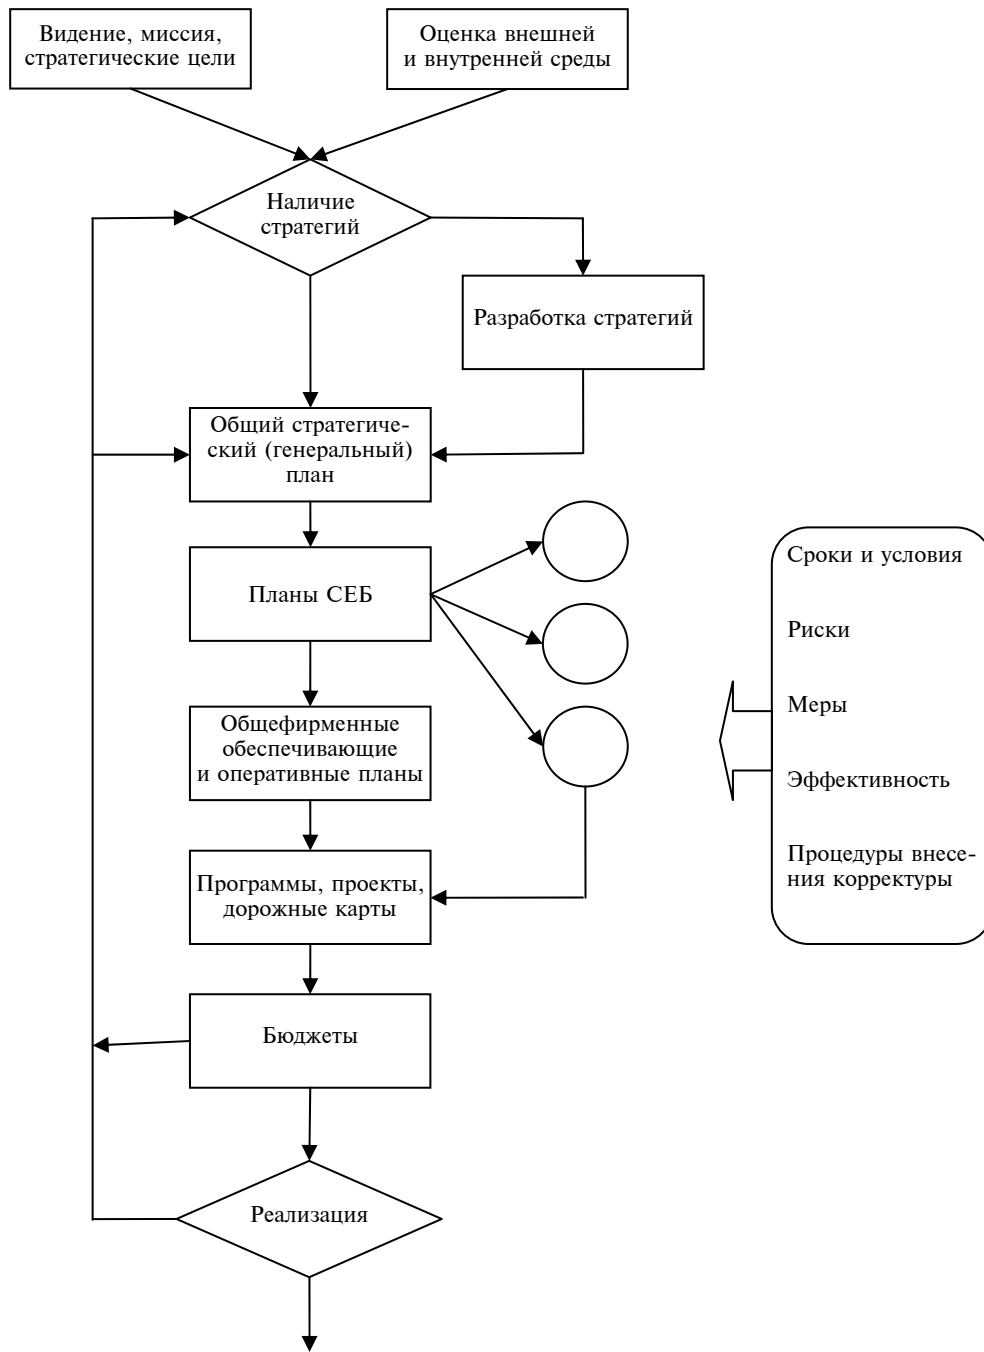 Видение, миссия,
стратегические цели
Оценка внешней
и внутренней среды
Наличие
стратегий
Разработка стратегий
Общий стратегиче-
ский (генеральный)
план
Планы СЕБ
Сроки и условия
Риски
Меры
Эффективность
Процедуры внесе-
ния корректуры
Общефирменные
обеспечивающие
и оперативные планы
Программы, проекты,
дорожные карты
Бюджеты
Реализация